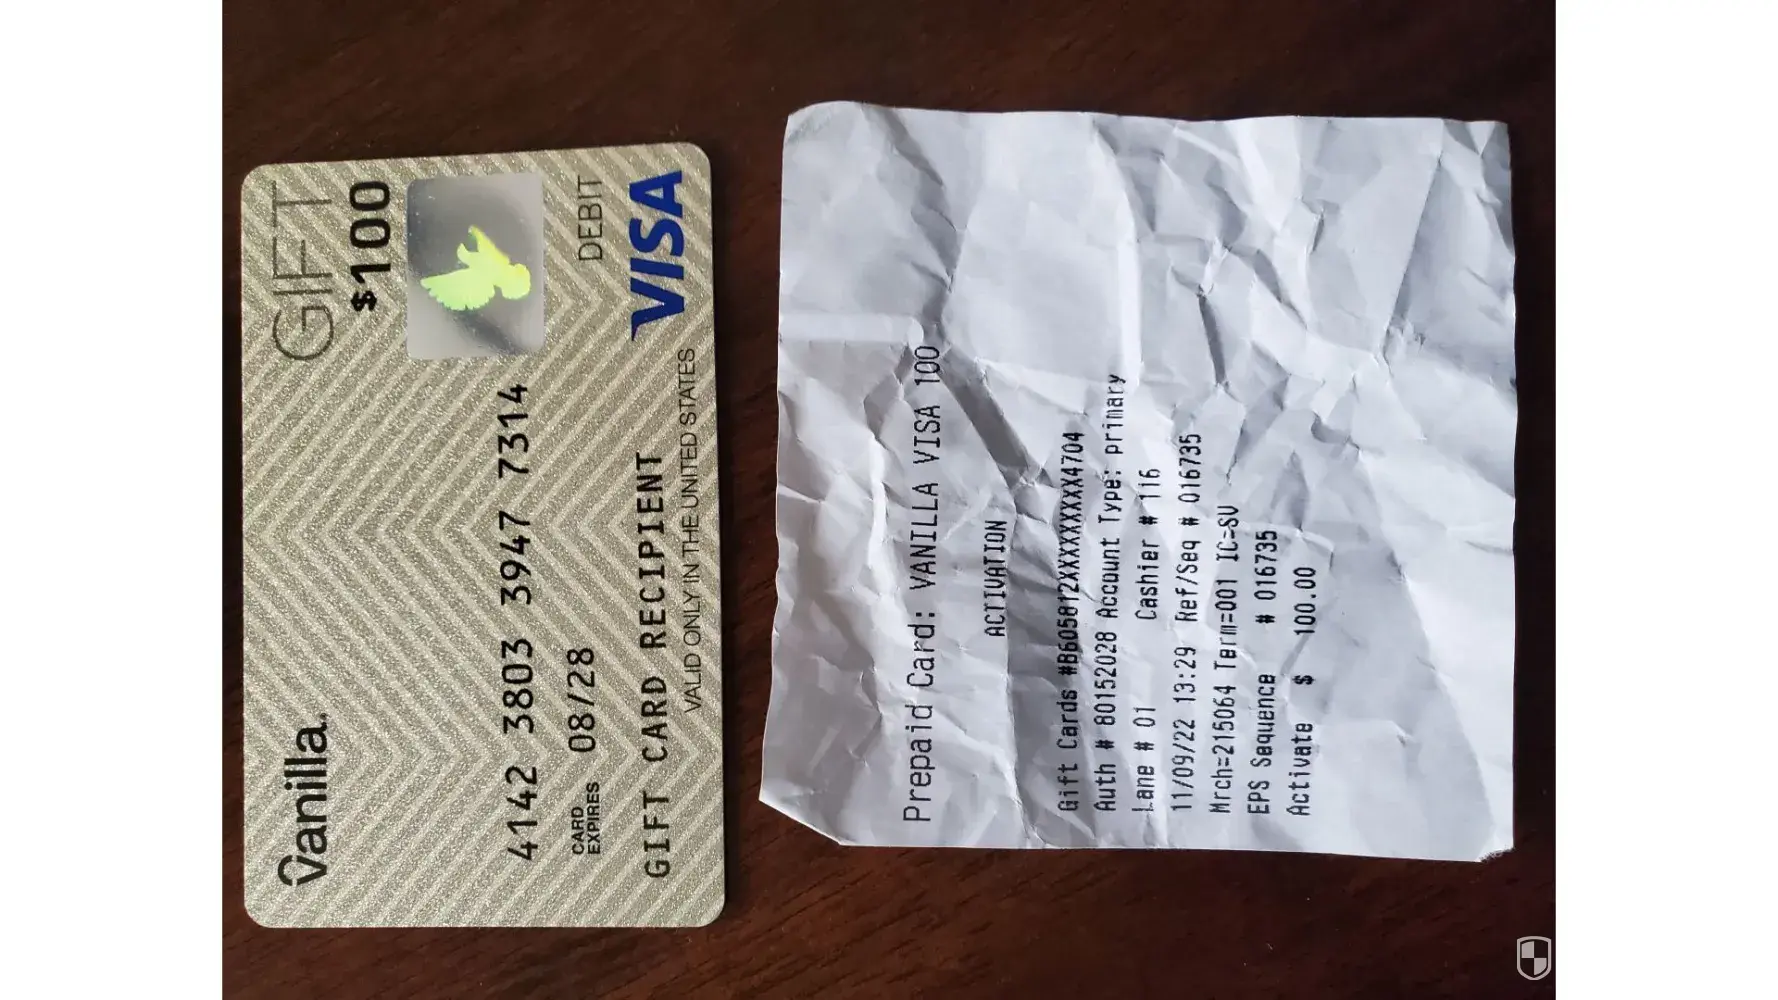 Vanilla.
GIFT
$100
4142 3803 3947 7314
CARD EXPIRES 08/28
DEBIT
GIFT CARD RECIPIENT
VISA
VALID ONLY IN THE UNITED STATES
Prepaid Card: VANILLA VISA 100
ACTIVATION
Gift Cards #B605812XXXXXXXXX4704
Auth # 80152028 Account Type: primary
Lane # 01 Cashier # 116
11/09/22 13:29 Ref/Seq # 016735
Mrch=215064 Term=001 IC=SV
EPS Sequence # 016735
Activate $ 100.00